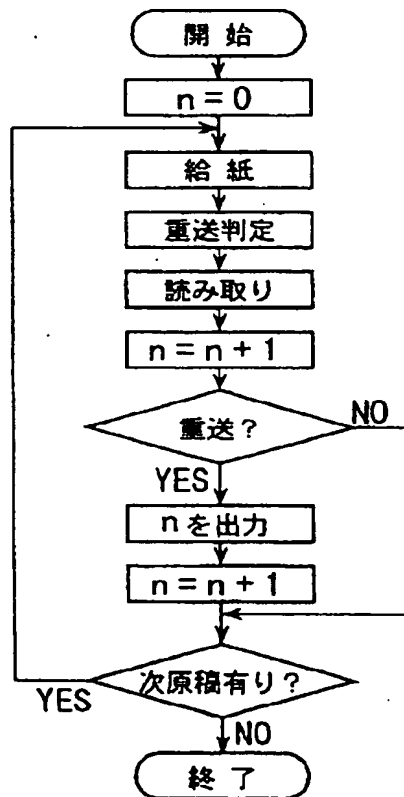 開始
n=0
給紙
重送判定
読み取り
n=n+1
重送?
NO
YES
nを出力
n=n+1
次原稿有り?
YES
NO
終了